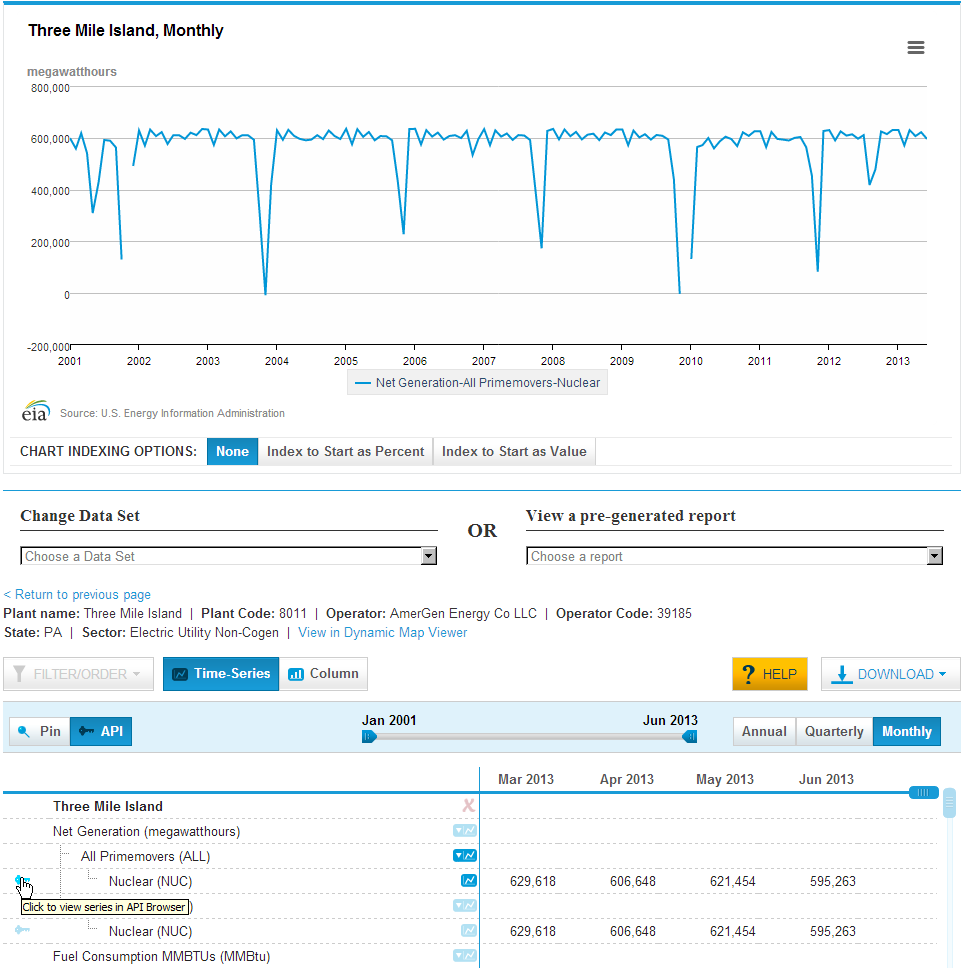 Three Mile Island, Monthly
megawatthours
800,000
600,000
400,000
200,000
0
-200,000
2001 2002 2003 2004 2005 2006 2007 2008 2009 2010 2011 2012 2013
Net Generation-All Primemovers-Nuclear
eia Source: U.S. Energy Information Administration
CHART INDEXING OPTIONS: None Index to Start as Percent Index to Start as Value
Change Data Set
OR
View a pre-generated report
Choose a Data Set
Choose a report
< Return to previous page
Plant name: Three Mile Island | Plant Code: 8011 | Operator: AmerGen Energy Co LLC | Operator Code: 39185
State: PA | Sector: Electric Utility Non-Cogen | View in Dynamic Map Viewer
FILTER/ORDER Time-Series Column ? HELP DOWNLOAD
Jan 2001 Jun 2013
Pin API Annual Quarterly Monthly
Mar 2013 Apr 2013 May 2013 Jun 2013
Three Mile Island
Net Generation (megawatthours)
All Primemovers (ALL)
Nuclear (NUC) 629,618 606,648 621,454 595,263
Click to view series in API Browser )
Nuclear (NUC) 629,618 606,648 621,454 595,263
Fuel Consumption MMBTUs (MMBtu)